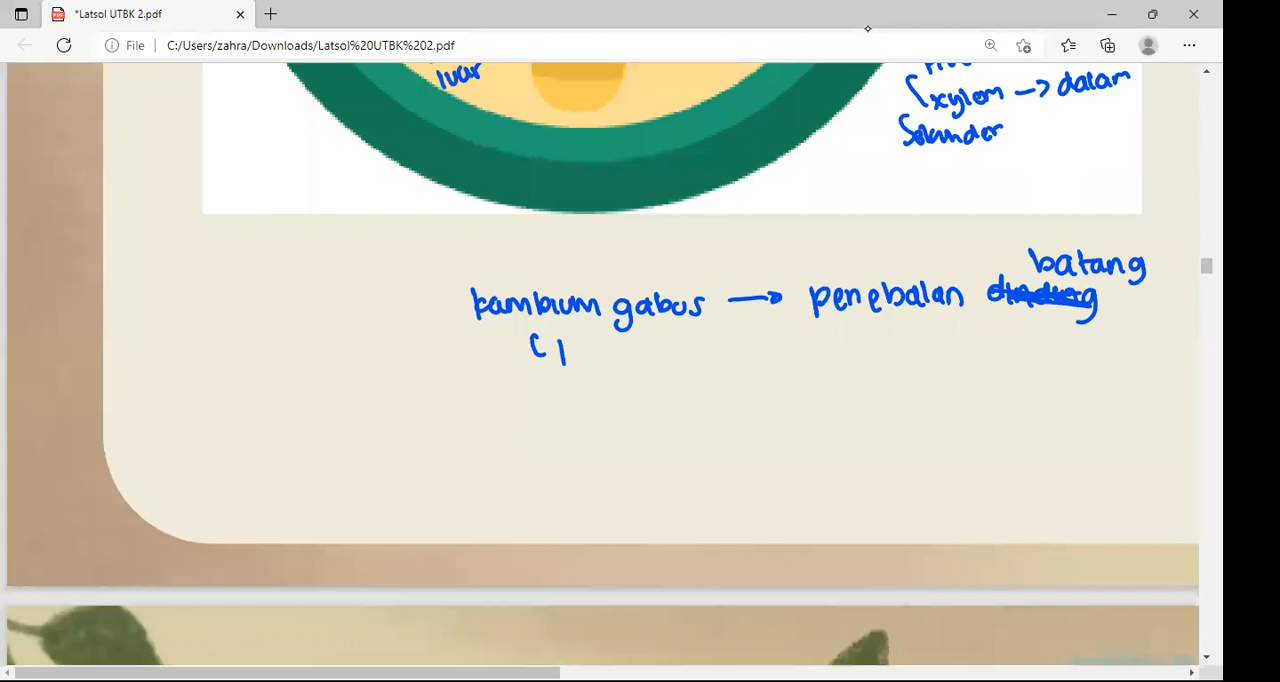 *Latsol UTBK 2.pdf
File C:/Users/zahra/Downloads/Latsol%20UTBK%202.pdf
luar
xylem → dalam
Sekunder
batang
kambium gabus → penebalan